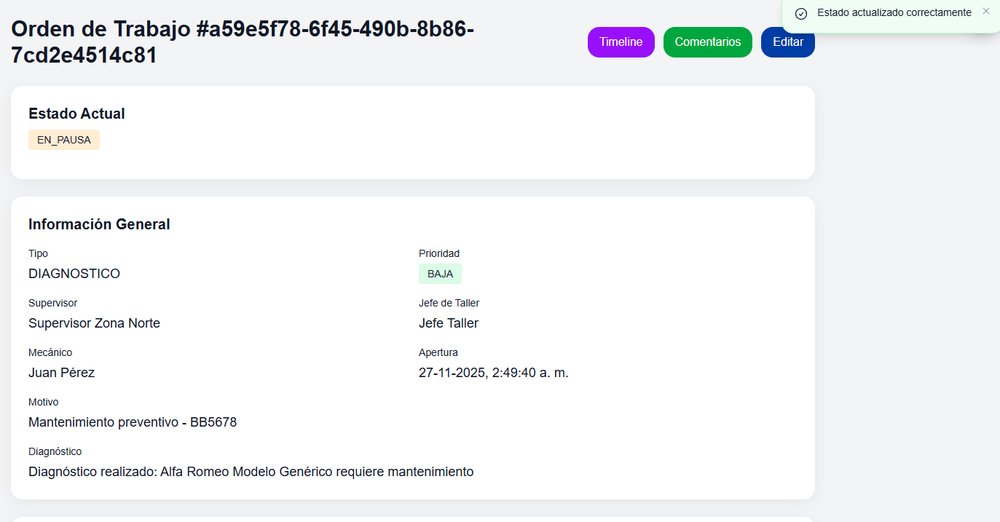 Orden de Trabajo #a59e5f78-6f45-490b-8b86-
7cd2e4514c81
Timeline
Comentarios
Editar
Estado actualizado correctamente
Estado Actual
EN_PAUSA
Información General
Tipo
DIAGNOSTICO
Prioridad
BAJA
Supervisor
Supervisor Zona Norte
Jefe de Taller
Jefe Taller
Mecánico
Juan Pérez
Apertura
27-11-2025, 2:49:40 a. m.
Motivo
Mantenimiento preventivo - BB5678
Diagnóstico
Diagnóstico realizado: Alfa Romeo Modelo Genérico requiere mantenimiento